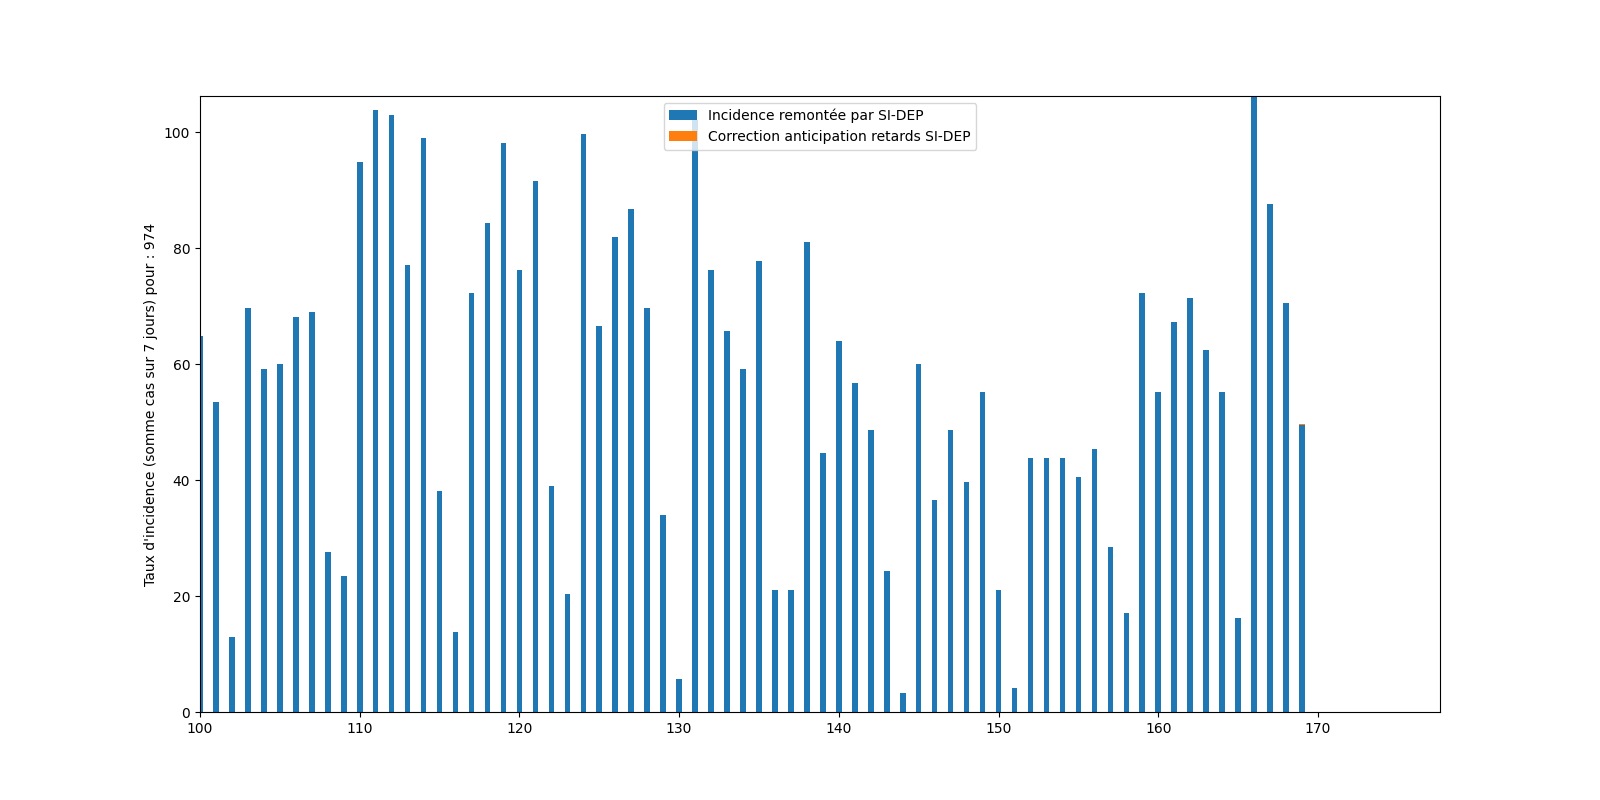 Incidence remontée par SI-DEP
Correction anticipation retards SI-DEP
Taux d'incidence (somme cas sur 7 jours) pour : 974
100
80
60
40
20
0
100 110 120 130 140 150 160 170